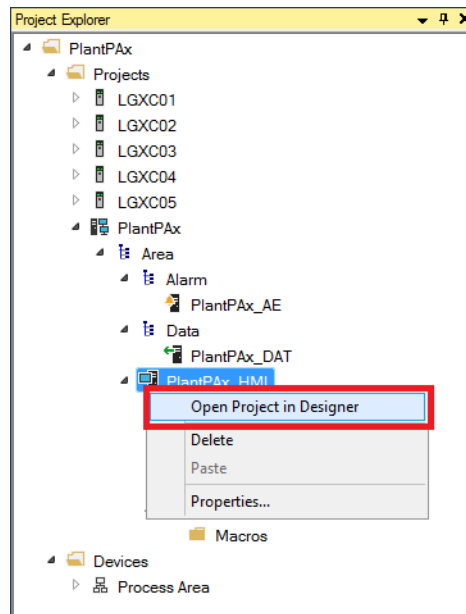 Project Explorer
PlantPAx
Projects
LGXC01
LGXC02
LGXC03
LGXC04
LGXC05
PlantPAx
Area
Alarm
PlantPAx_AE
Data
PlantPAx_DAT
PlantPAx_HMI
Open Project in Designer
Delete
Paste
Properties...
Macros
Devices
Process Area